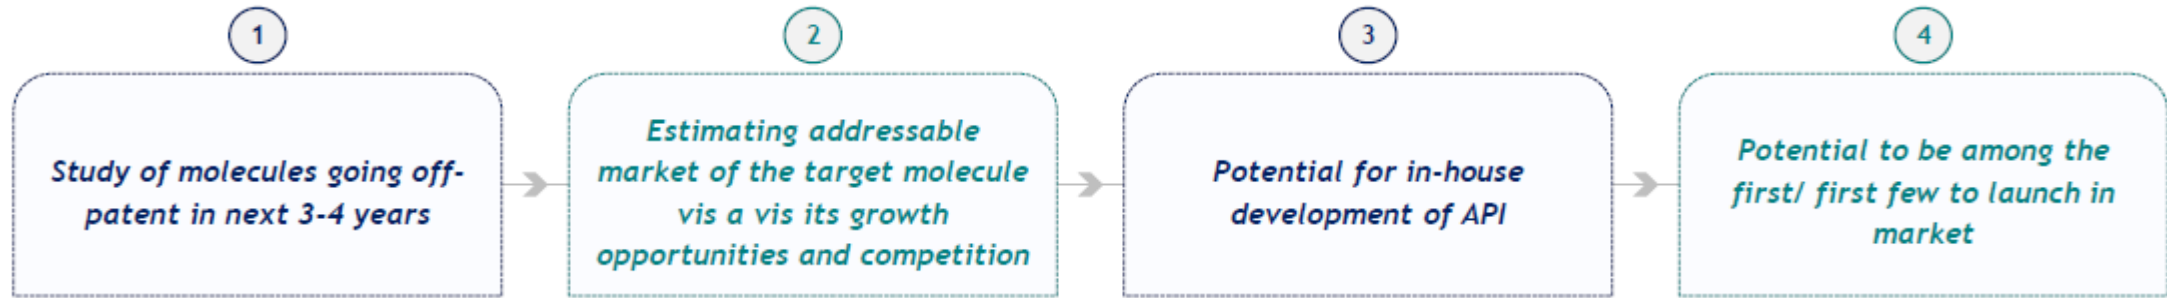 1
Study of molecules going off-
patent in next 3-4 years
2
Estimating addressable
market of the target molecule
vis a vis its growth
opportunities and competition
3
Potential for in-house
development of API
4
Potential to be among the
first/ first few to launch in
market